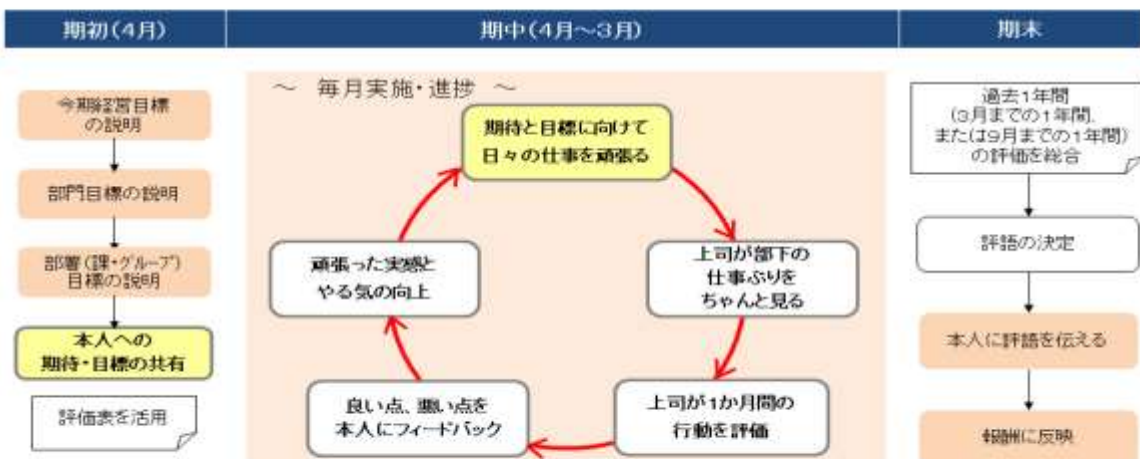 期初(4月)
期中(4月～3月)
期末
今期経営目標
の説明
部門目標の説明
部署(課・グループ)
目標の説明
本人への
期待・目標の共有
評価表を活用
～ 毎月実施・進捗 ～
期待と目標に向けて
日々の仕事を頑張る
上司が部下の
仕事ぶりを
ちゃんと見る
上司が1か月間の
行動を評価
良い点、悪い点を
本人にフィードバック
頑張った実感と
やる気の向上
過去1年間
(3月までの1年間、
または9月までの1年間)
の評価を総合
評語の決定
本人に評語を伝える
報酬に反映